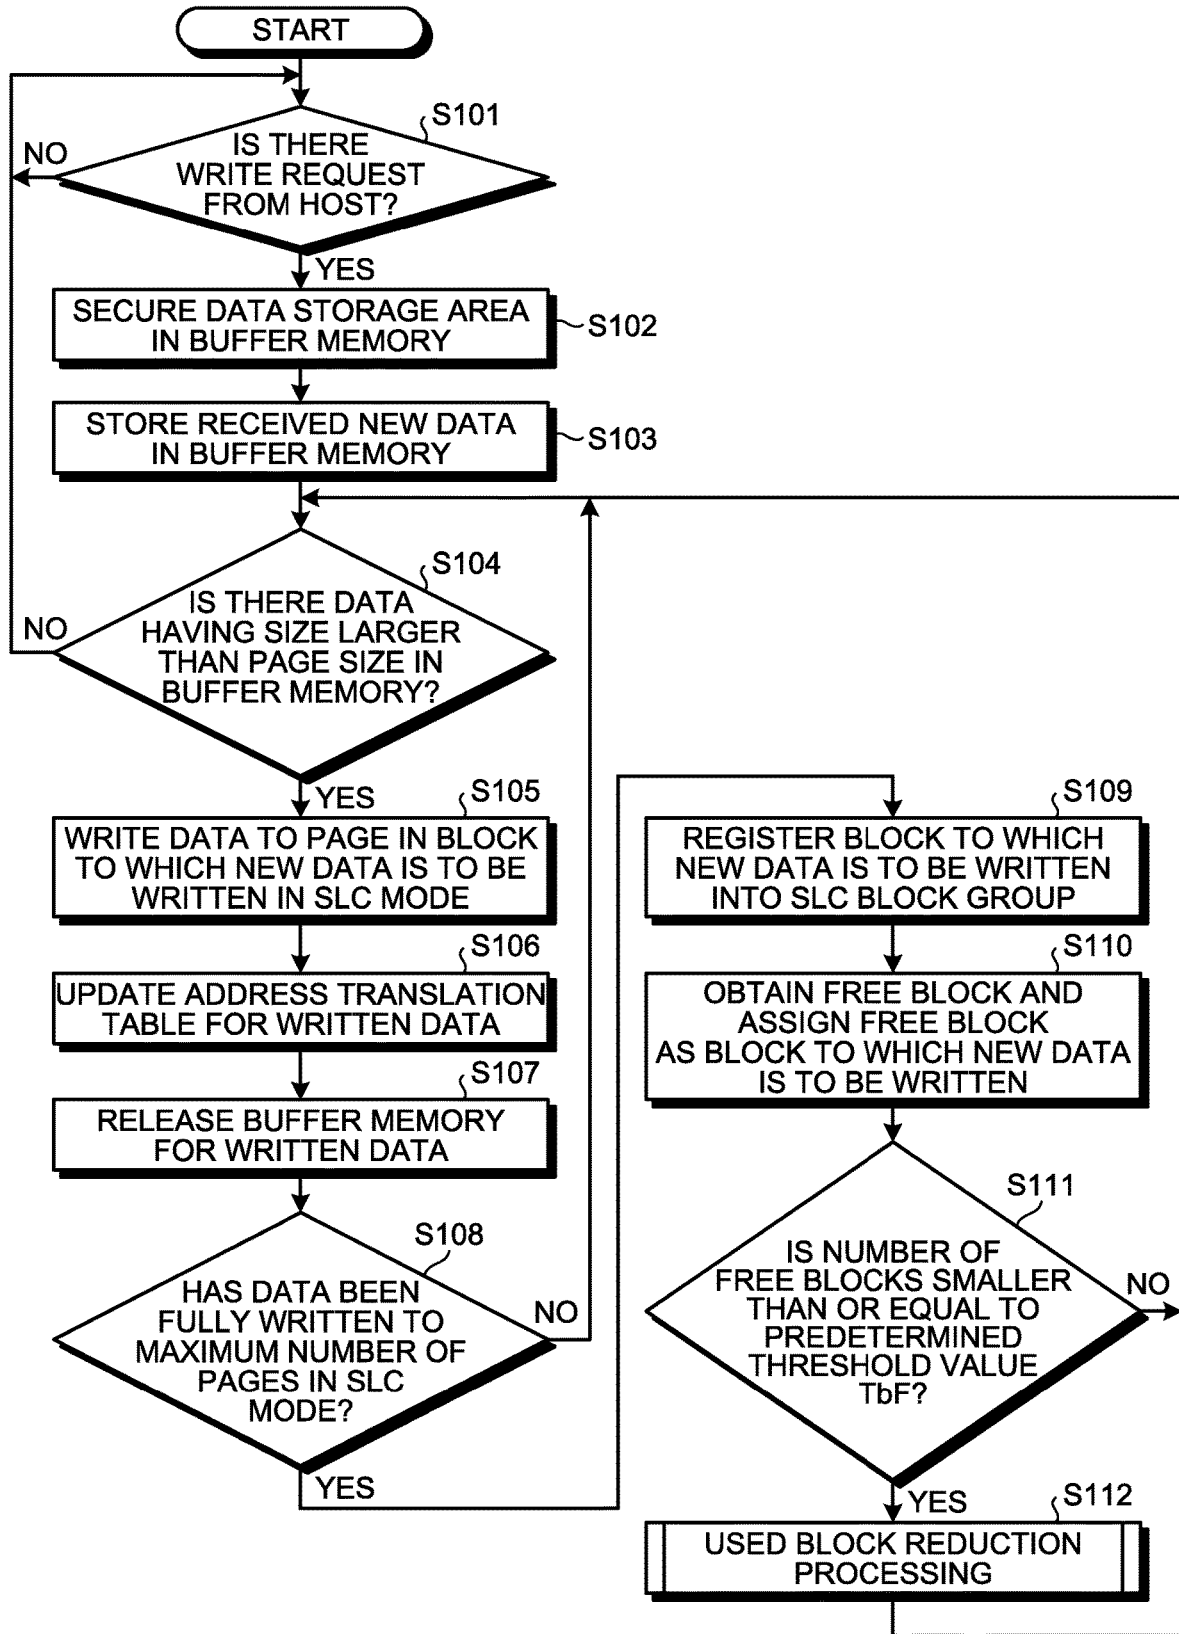 START
S101
IS THERE
WRITE REQUEST
FROM HOST?
NO
YES
SECURE DATA STORAGE AREA
IN BUFFER MEMORY
S102
STORE RECEIVED NEW DATA
IN BUFFER MEMORY
S103
S104
IS THERE DATA
HAVING SIZE LARGER
THAN PAGE SIZE IN
BUFFER MEMORY?
NO
YES
S105
WRITE DATA TO PAGE IN BLOCK
TO WHICH NEW DATA IS TO BE
WRITTEN IN SLC MODE
S106
UPDATE ADDRESS TRANSLATION
TABLE FOR WRITTEN DATA
S107
RELEASE BUFFER MEMORY
FOR WRITTEN DATA
S108
HAS DATA BEEN
FULLY WRITTEN TO
MAXIMUM NUMBER OF
PAGES IN SLC
MODE?
NO
YES
S109
REGISTER BLOCK TO WHICH
NEW DATA IS TO BE WRITTEN
INTO SLC BLOCK GROUP
S110
OBTAIN FREE BLOCK AND
ASSIGN FREE BLOCK
AS BLOCK TO WHICH NEW DATA
IS TO BE WRITTEN
S111
IS NUMBER OF
FREE BLOCKS SMALLER
THAN OR EQUAL TO
PREDETERMINED
THRESHOLD VALUE
TbF?
NO
YES
S112
USED BLOCK REDUCTION
PROCESSING